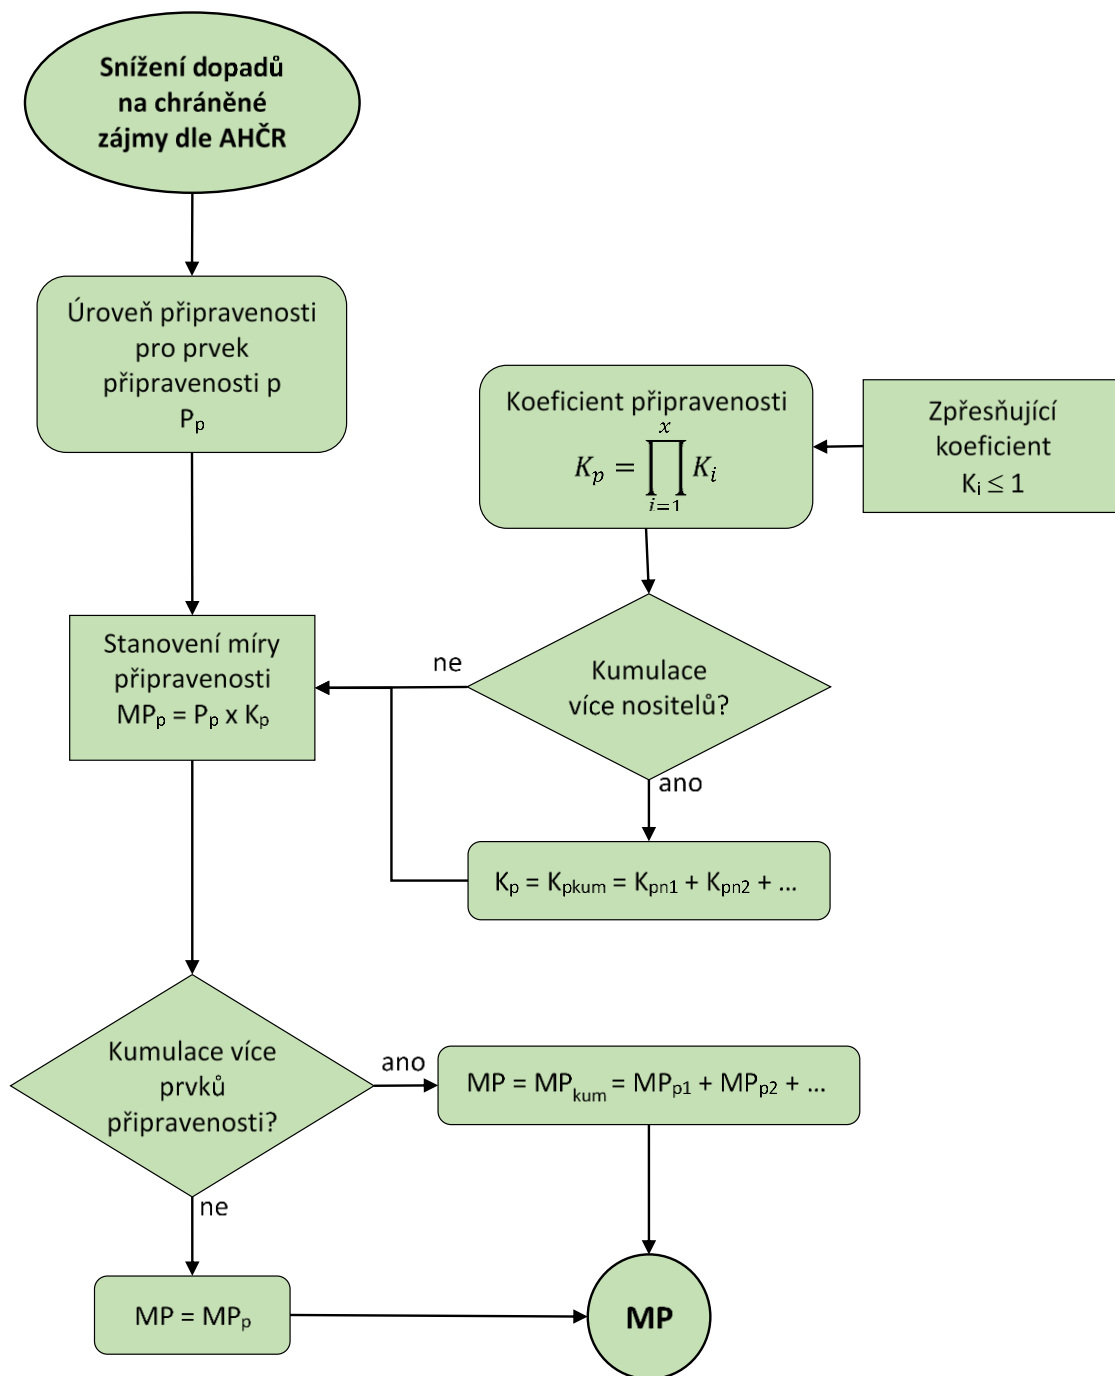 Snížení dopadů
na chráněné
zájmy dle AHČR
Úroveň připravenosti
pro prvek
připravenosti p
Pₚ
Koeficient připravenosti
Kₚ = ∏ᵢ₌₁ˣ Kᵢ
Zpřesňující
koeficient
Kᵢ ≤ 1
Stanovení míry
připravenosti
MPₚ = Pₚ x Kₚ
ne
Kumulace
více nositelů?
ano
Kₚ = Kₚₖᵤₘ = Kₚₙ₁ + Kₚₙ₂ + ...
Kumulace více
prvků
připravenosti?
ano
MP = MPₖᵤₘ = MPₚ₁ + MPₚ₂ + ...
ne
MP = MPₚ
MP